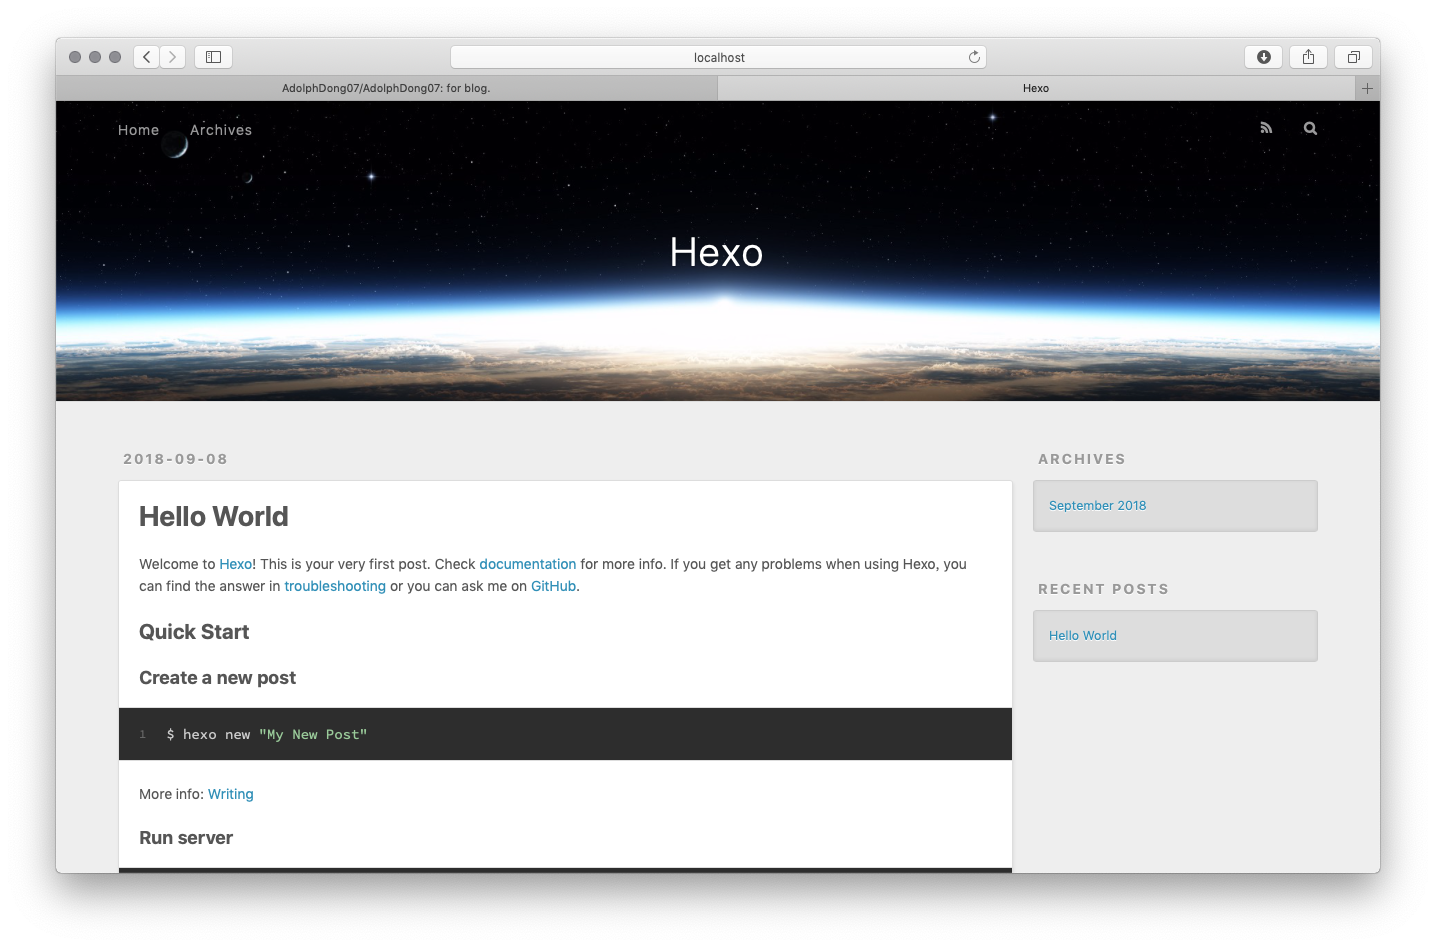 localhost
AdolphDong07/AdolphDong07: for blog.
Hexo
Home
Archives
Hexo
2018-09-08
Hello World
Welcome to Hexo! This is your very first post. Check documentation for more info. If you get any problems when using Hexo, you
can find the answer in troubleshooting or you can ask me on GitHub.
Quick Start
Create a new post
1 $ hexo new "My New Post"
More info: Writing
Run server
ARCHIVES
September 2018
RECENT POSTS
Hello World